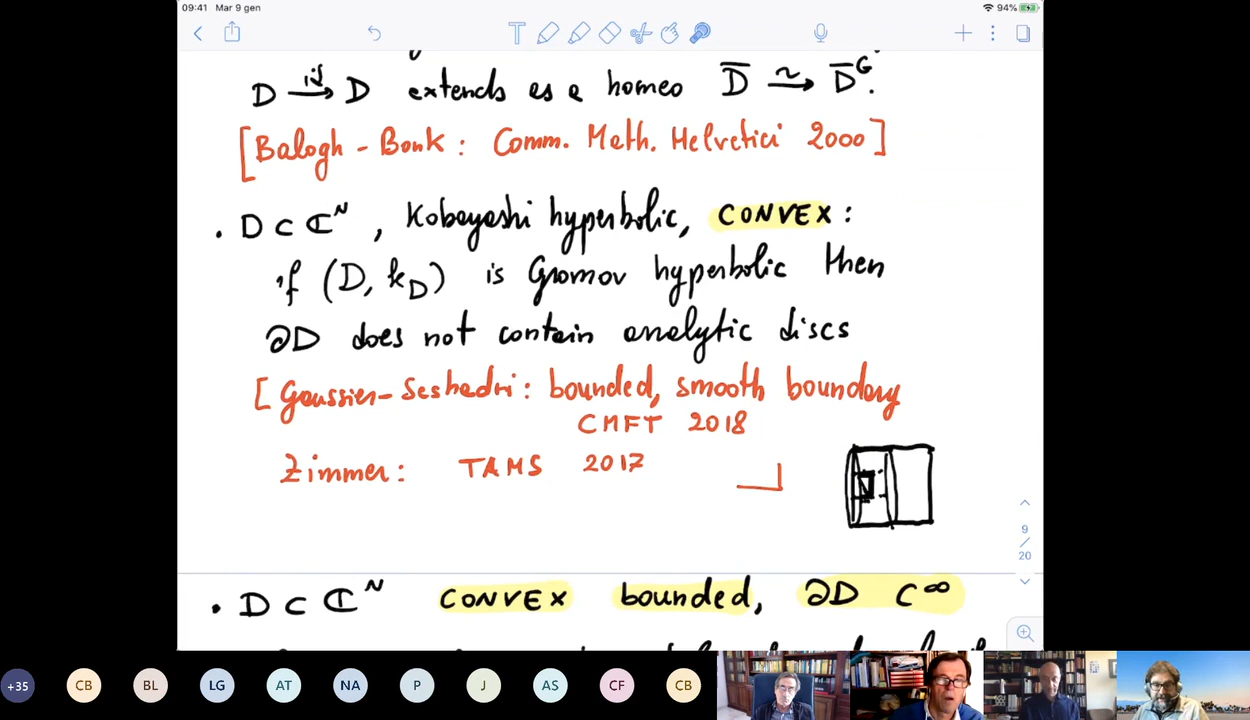 09:41 Mar 9 gen
94%
D id→ D extends as a homeo D̅ ~→ D̅ᴳ.
[Balogh - Bonk : Comm. Math. Helvetici 2000]
. D ⊂ ℂᴺ , Kobayashi hyperbolic, CONVEX :
if (D, k_D) is Gromov hyperbolic then
∂D does not contain analytic discs
[Gaussier-Seshadri : bounded, smooth boundary
CMFT 2018
Zimmer : TAMS 2017 ]
9
/
20
. D ⊂ ℂᴺ CONVEX bounded, ∂D C∞
+35 CB BL LG AT NA P J AS CF CB